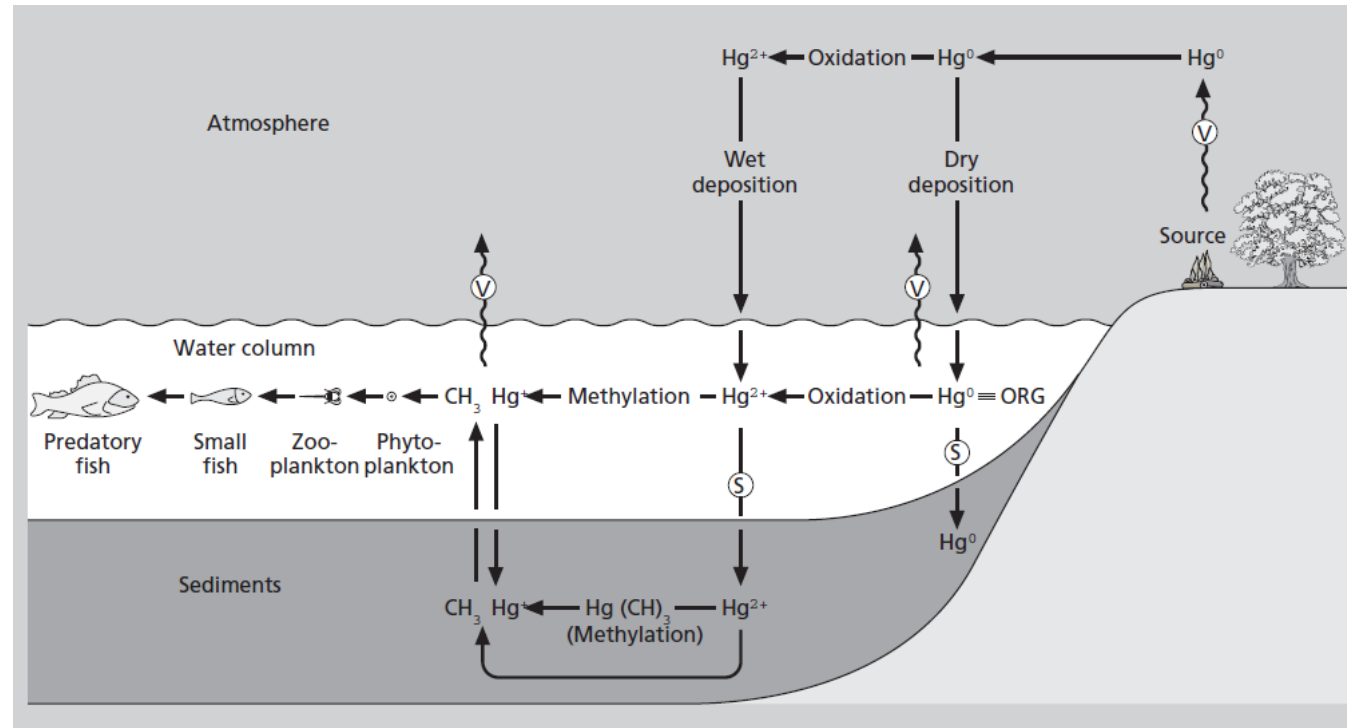 Hg²⁺ Oxidation Hg⁰ Hg⁰
Atmosphere
V
Wet
deposition
Dry
deposition
Source
V V
Water column
CH₃ Hg⁺ Methylation Hg²⁺ Oxidation Hg⁰ ≡ ORG
Predatory
fish
Small
fish
Zoo-
plankton
Phyto-
plankton
S
S
Hg⁰
Sediments
CH₃ Hg⁺ Hg (CH)₃ Hg²⁺
(Methylation)